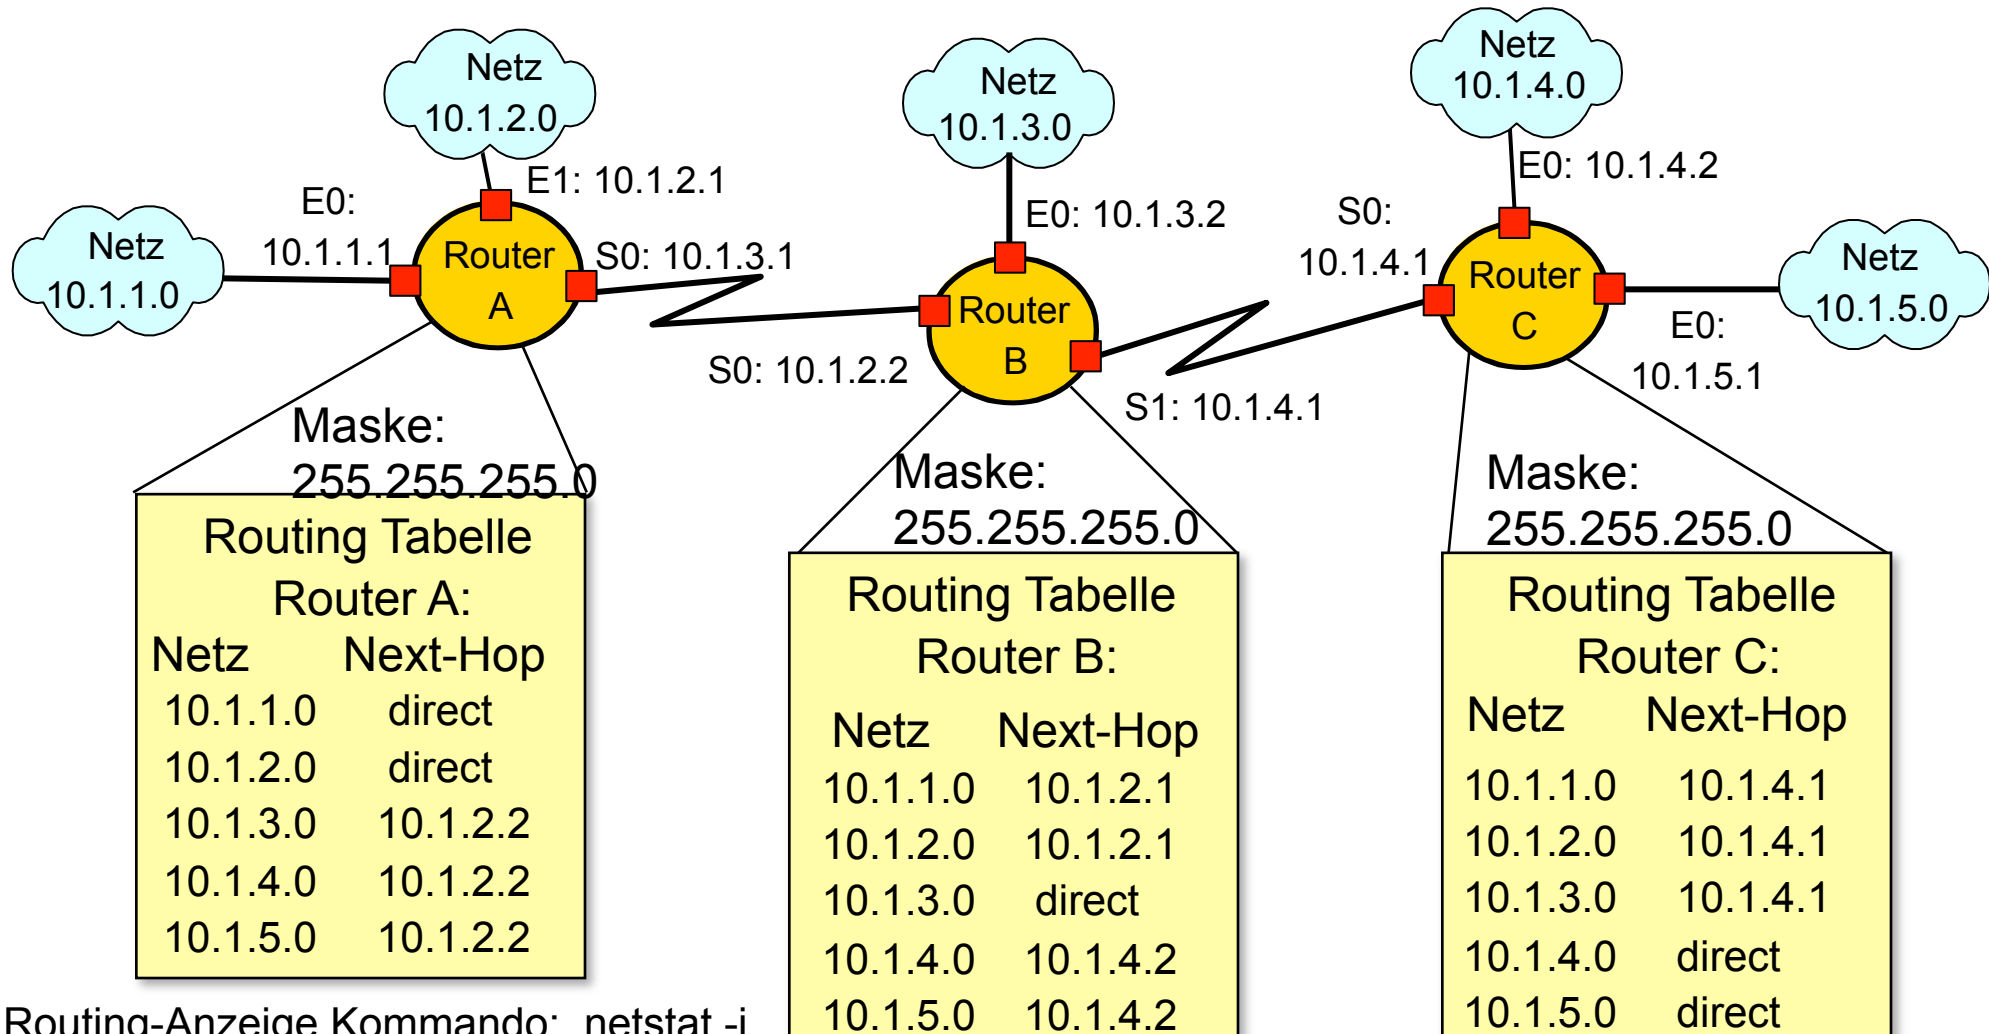 Netz
10.1.2.0
Netz
10.1.3.0
Netz
10.1.4.0
E0:
10.1.1.1
E1: 10.1.2.1
E0: 10.1.3.2
S0:
10.1.4.1
E0: 10.1.4.2
Netz
10.1.1.0
Router
A
S0: 10.1.3.1
Router
B
Router
C
Netz
10.1.5.0
S0: 10.1.2.2
S1: 10.1.4.1
E0:
10.1.5.1
Maske:
255.255.255.0
Routing Tabelle
Router A:
Netz Next-Hop
10.1.1.0 direct
10.1.2.0 direct
10.1.3.0 10.1.2.2
10.1.4.0 10.1.2.2
10.1.5.0 10.1.2.2
Maske:
255.255.255.0
Routing Tabelle
Router B:
Netz Next-Hop
10.1.1.0 10.1.2.1
10.1.2.0 10.1.2.1
10.1.3.0 direct
10.1.4.0 10.1.4.2
10.1.5.0 10.1.4.2
Maske:
255.255.255.0
Routing Tabelle
Router C:
Netz Next-Hop
10.1.1.0 10.1.4.1
10.1.2.0 10.1.4.1
10.1.3.0 10.1.4.1
10.1.4.0 direct
10.1.5.0 direct
Routing-Anzeige Kommando: netstat -i